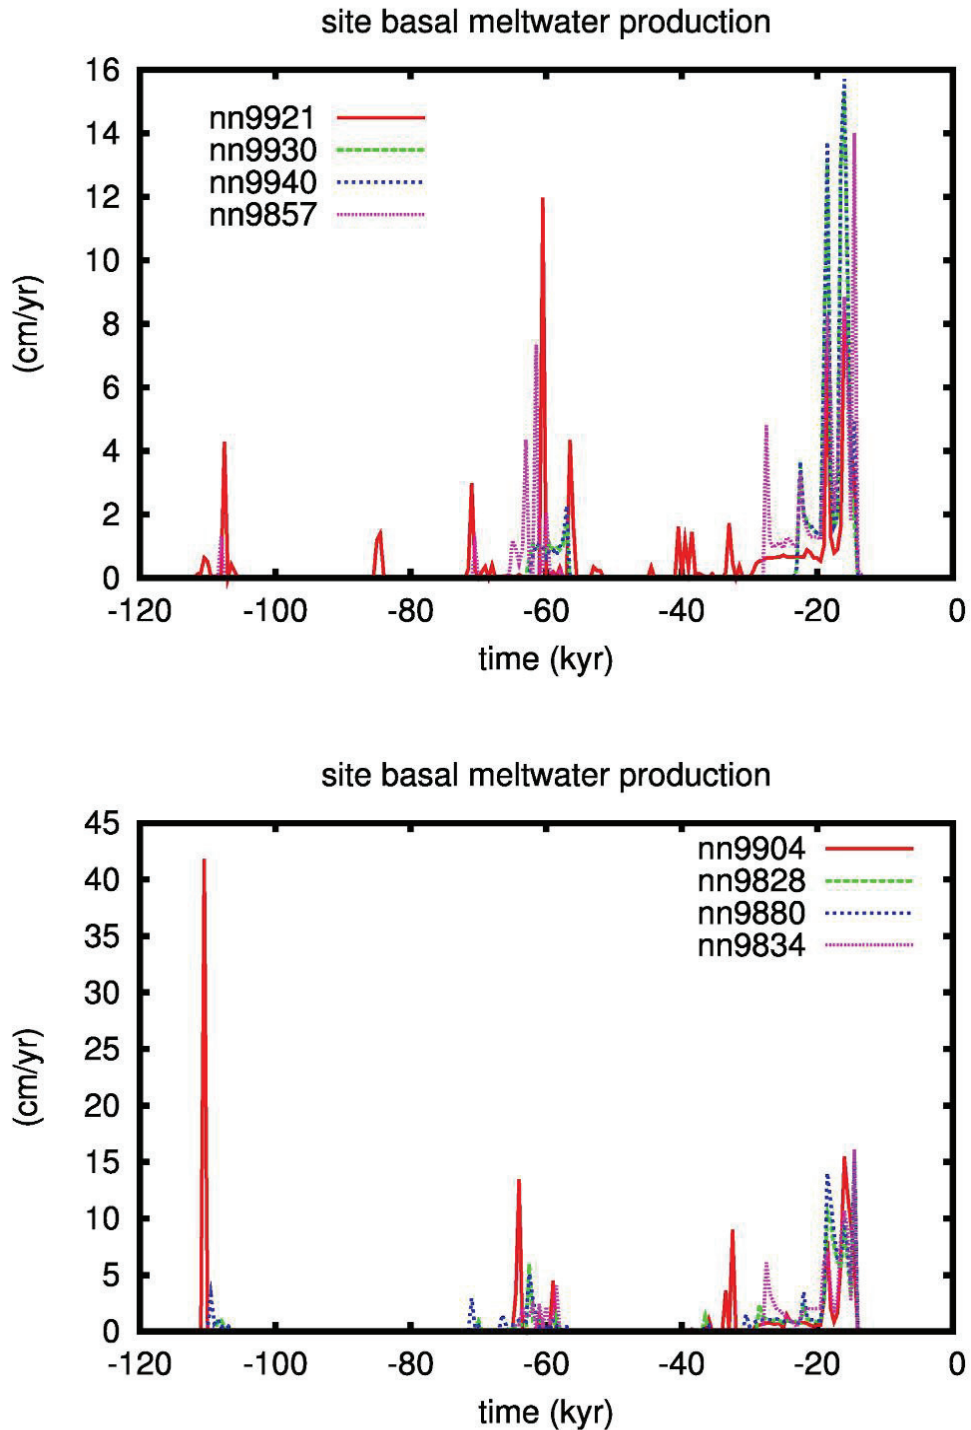 site basal meltwater production
16
14
12
10
8
6
4
2
0
(cm/yr)
nn9921
nn9930
nn9940
nn9857
-120 -100 -80 -60 -40 -20 0
time (kyr)
site basal meltwater production
45
40
35
30
25
20
15
10
5
0
(cm/yr)
nn9904
nn9828
nn9880
nn9834
-120 -100 -80 -60 -40 -20 0
time (kyr)